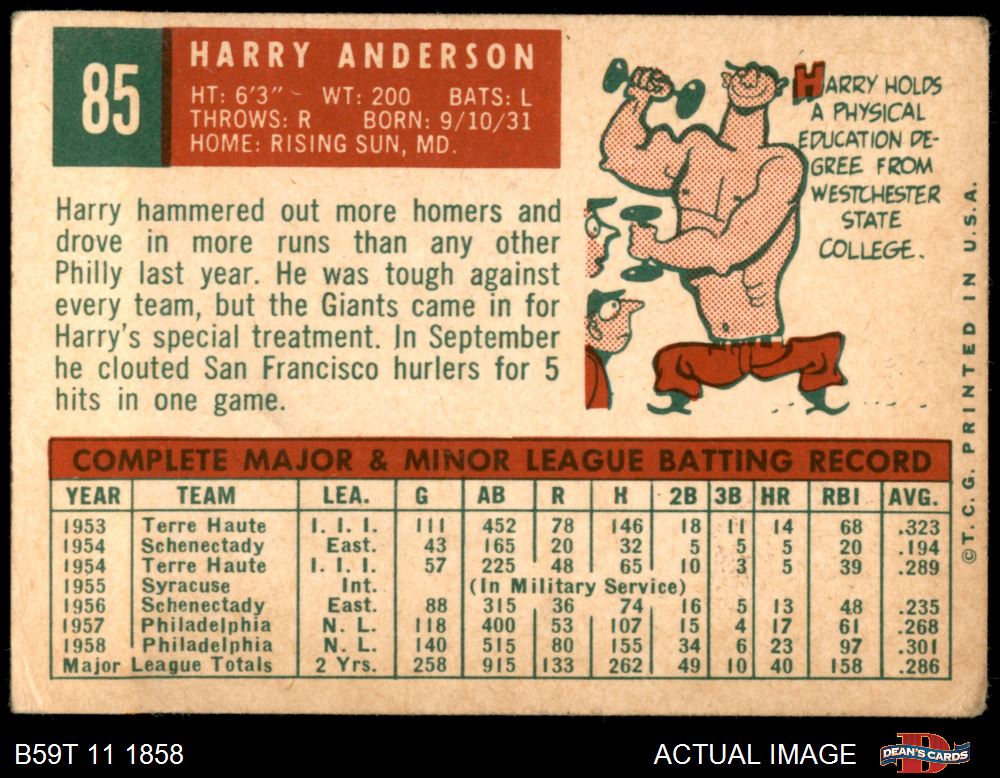 85
HARRY ANDERSON
HT: 6'3" WT: 200 BATS: L
THROWS: R BORN: 9/10/31
HOME: RISING SUN, MD.
HARRY HOLDS
A PHYSICAL
EDUCATION DE-
GREE FROM
WESTCHESTER
STATE
COLLEGE.
Harry hammered out more homers and
drove in more runs than any other
Philly last year. He was tough against
every team, but the Giants came in for
Harry's special treatment. In September
he clouted San Francisco hurlers for 5
hits in one game.
©T.C.G. PRINTED IN U.S.A.
COMPLETE MAJOR & MINOR LEAGUE BATTING RECORD
YEAR TEAM LEA. G AB R H 2B 3B HR RBI AVG.
1953 Terre Haute I. I. I. 111 452 78 146 18 11 14 68 .323
1954 Schenectady East. 43 165 20 32 5 5 5 20 .194
1954 Terre Haute I. I. I. 57 225 48 65 10 3 5 39 .289
1955 Syracuse Int. (In Military Service)
1956 Schenectady East. 88 315 36 74 16 5 13 48 .235
1957 Philadelphia N. L. 118 400 53 107 15 4 17 61 .268
1958 Philadelphia N. L. 140 515 80 155 34 6 23 97 .301
Major League Totals 2 Yrs. 258 915 133 262 49 10 40 158 .286
B59T 11 1858
ACTUAL IMAGE
DEAN'S CARDS